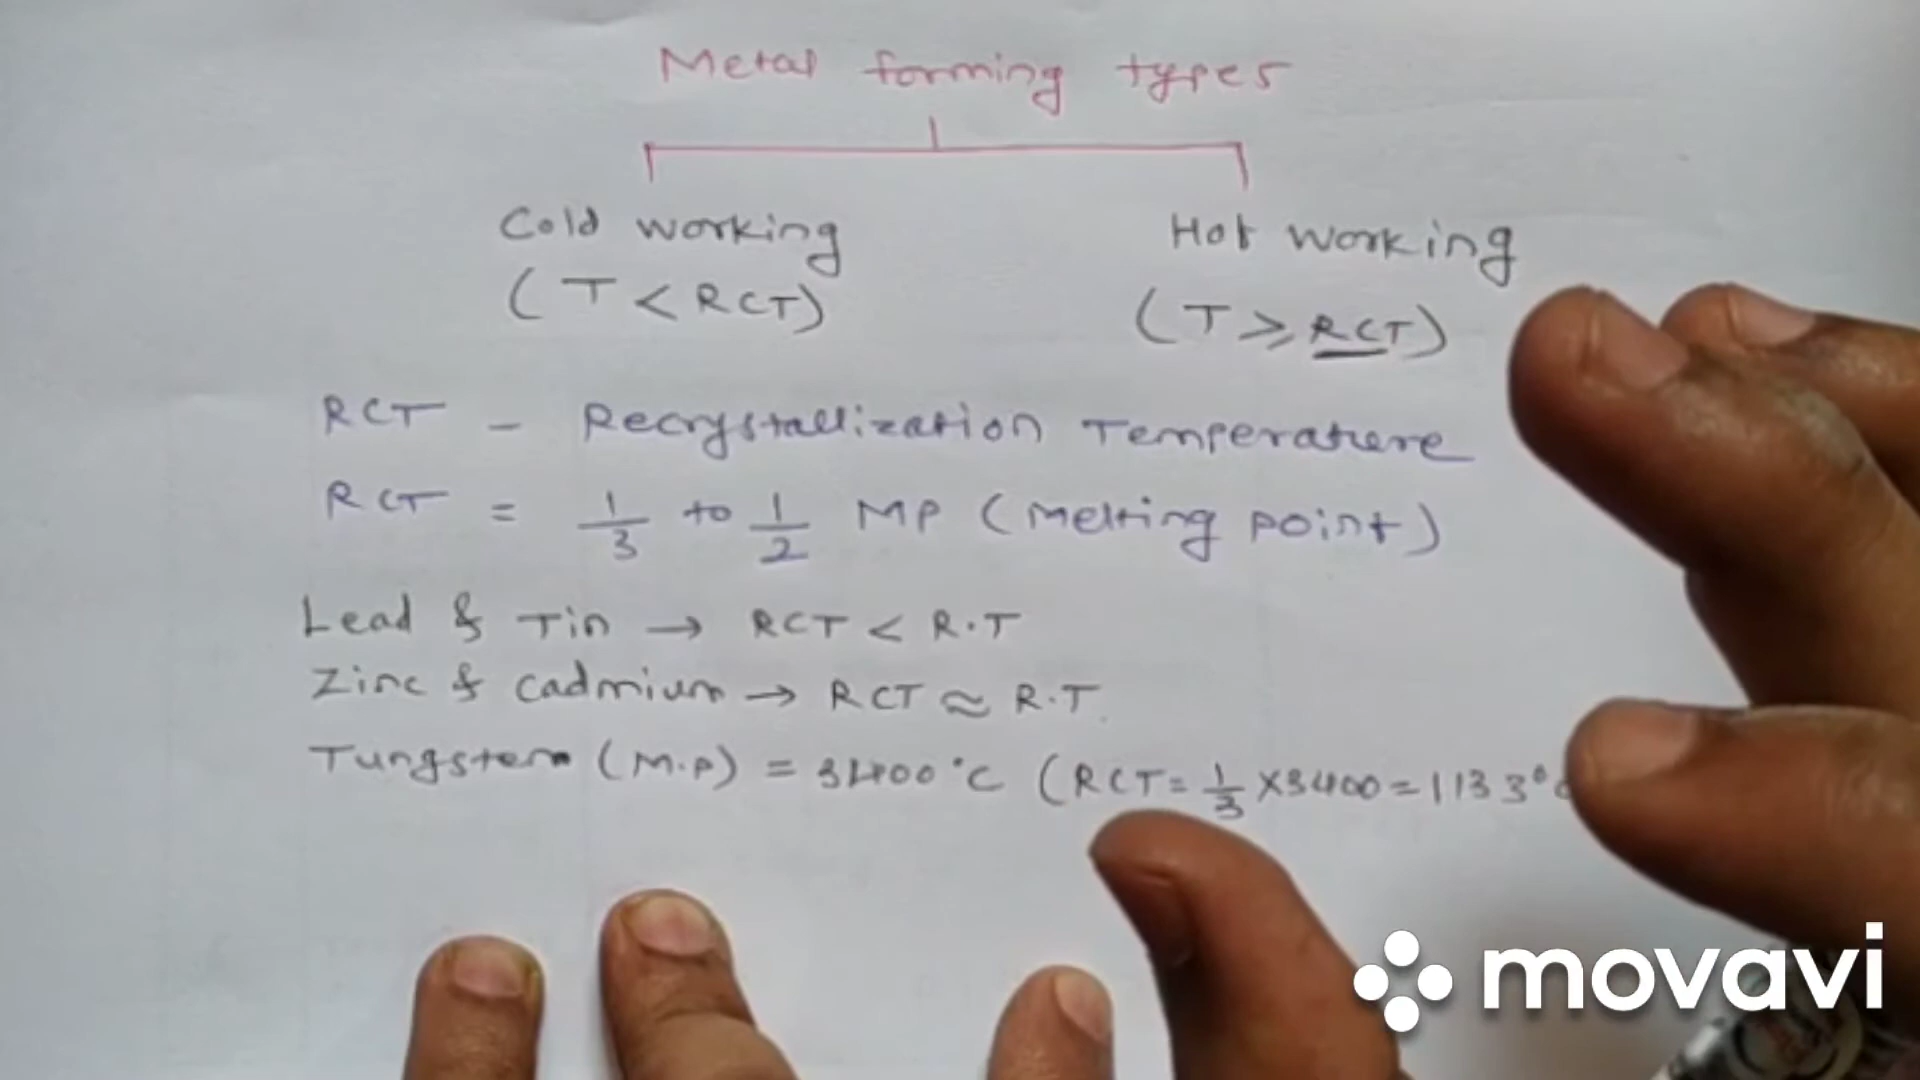 Metal forming types
Cold working
Hot working
(T < RCT)
(T ⩾ RCT)
RCT - Recrystallization Temperature
RCT = 1/3 to 1/2 MP (Melting point)
Lead & Tin → RCT < R.T
Zinc & Cadmium → RCT ≈ R.T.
Tungsten (M.P) = 3400°C (RCT = 1/3 X3400 = 1133°
movavi